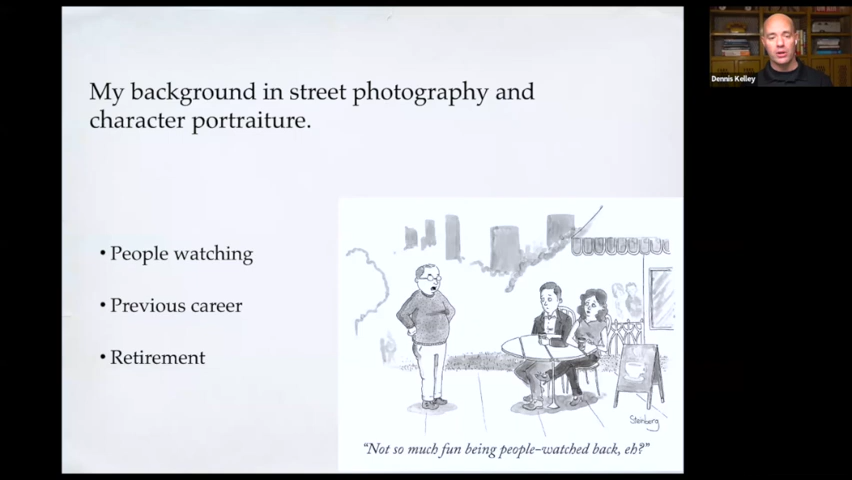 My background in street photography and
character portraiture.
• People watching
• Previous career
• Retirement
Steinberg
"Not so much fun being people-watched back, eh?"
Dennis Kelley